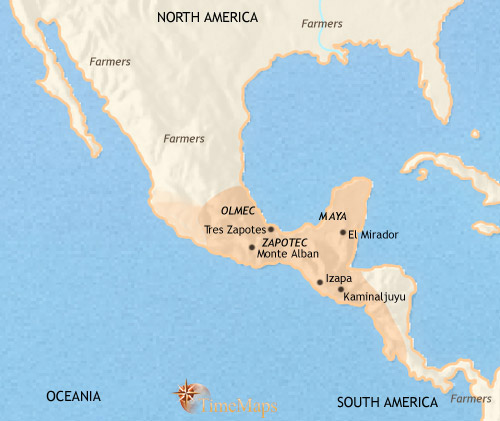 NORTH AMERICA
Farmers
Farmers
Farmers
OLMEC
MAYA
Tres Zapotes
El Mirador
ZAPOTEC
Monte Alban
Izapa
Kaminaljuyu
OCEANIA
TimeMaps
SOUTH AMERICA
Farmers